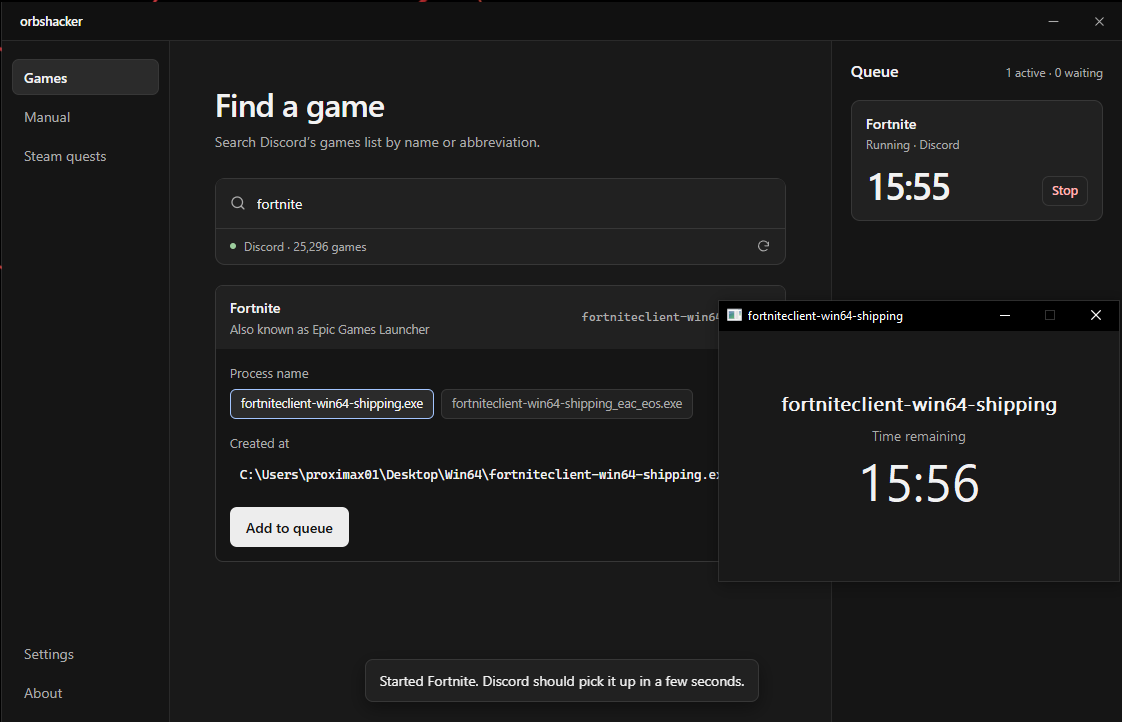 orbshacker
Games
Manual
Steam quests
Settings
About
Find a game
Search Discord’s games list by name or abbreviation.
fortnite
Discord · 25,296 games
Fortnite
fortniteclient-win64
Also known as Epic Games Launcher
Process name
fortniteclient-win64-shipping.exe fortniteclient-win64-shipping_eac_eos.exe
Created at
C:\Users\proximax01\Desktop\Win64\fortniteclient-win64-shipping.ex
Add to queue
Started Fortnite. Discord should pick it up in a few seconds.
Queue
1 active · 0 waiting
Fortnite
Running · Discord
15:55
Stop
fortniteclient-win64-shipping
fortniteclient-win64-shipping
Time remaining
15:56